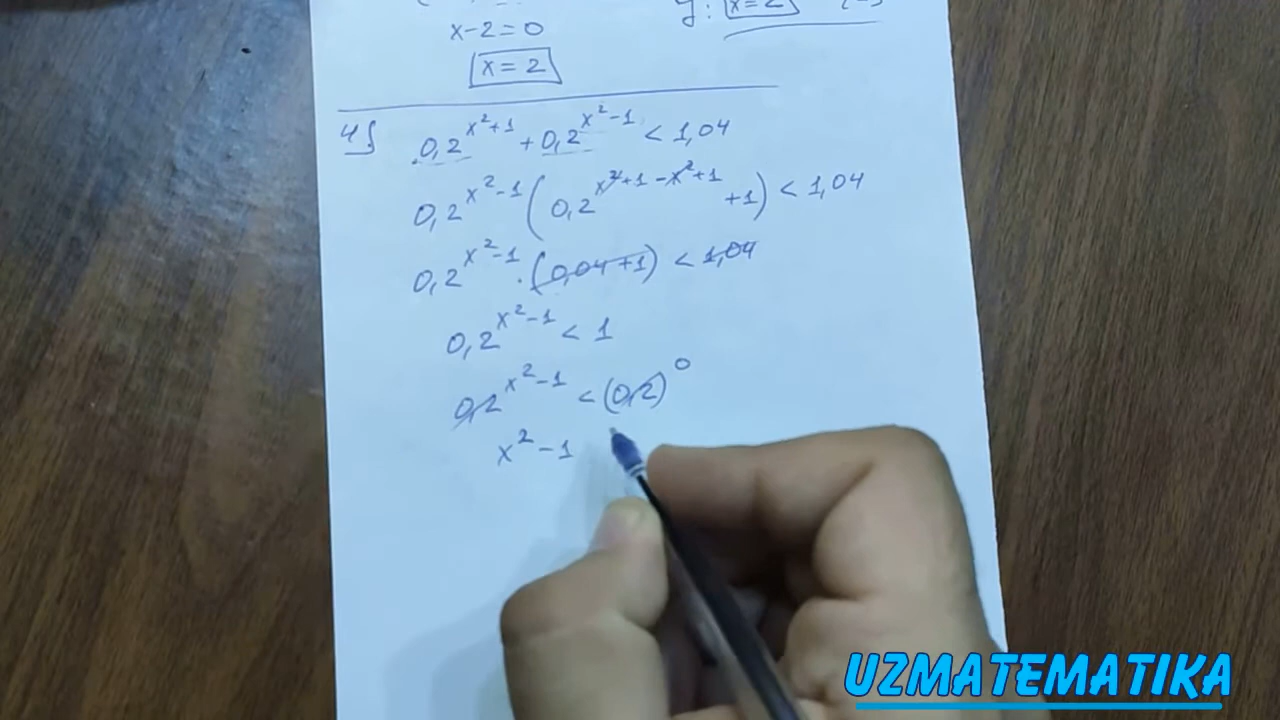 x-2=0
x=2
y: x=2
4) 0,2^{x²+1} + 0,2^{x²-1} < 1,04
0,2^{x²-1} (0,2^{x²+1-x²+1} +1) < 1,04
0,2^{x²-1} · (0,04+1) < 1,04
0,2^{x²-1} < 1
0,2^{x²-1} < (0,2)^0
x²-1
UZMATEMATIKA